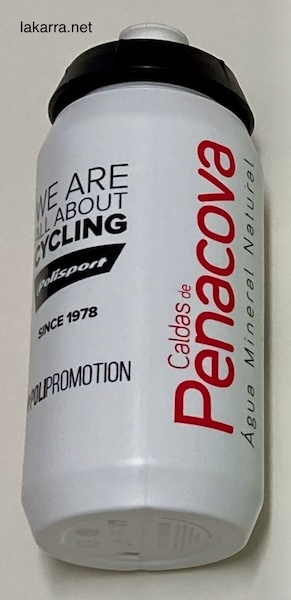 lakarra.net
WE ARE
ALL ABOUT
CYCLING
Polisport
SINCE 1978
#POLIPROMOTION
Caldas de
Penacova
Água Mineral Natural